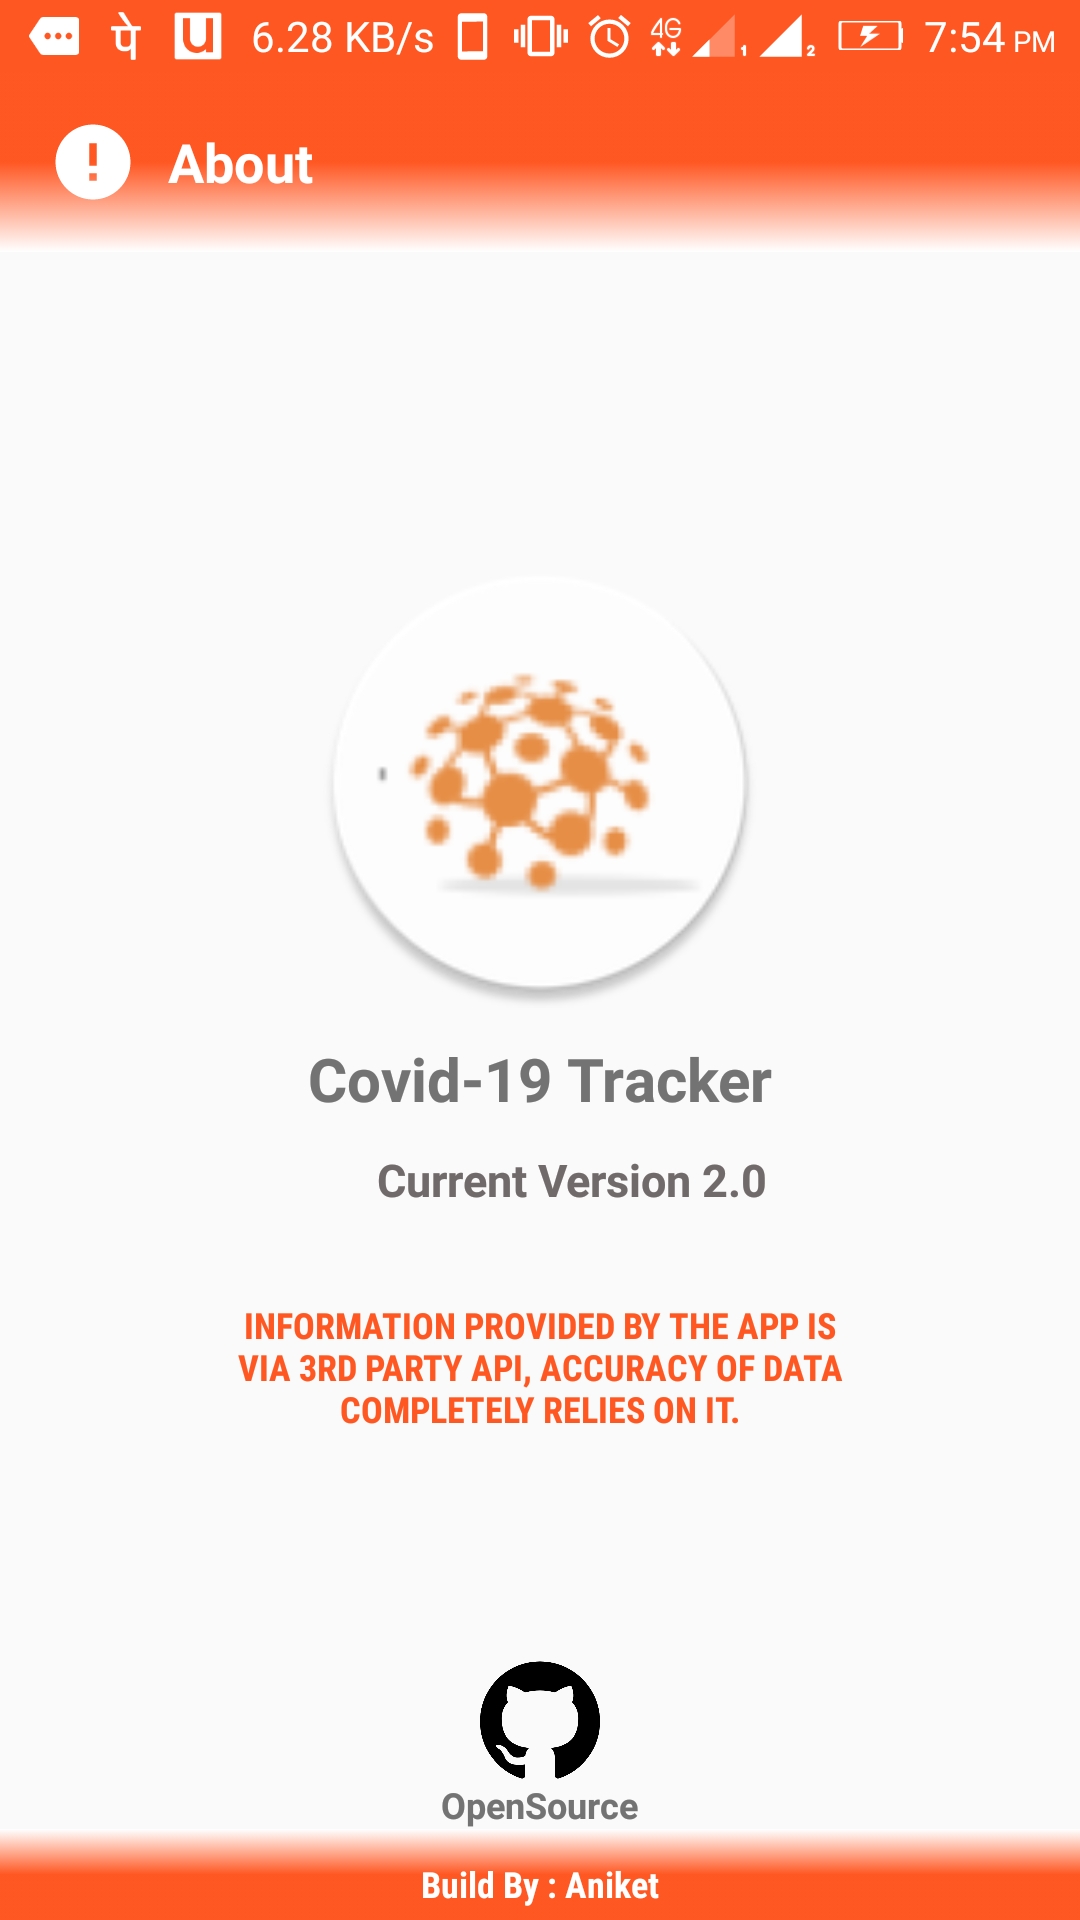 पे u 6.28 KB/s 4G 1 2 7:54 PM
! About
Covid-19 Tracker
Current Version 2.0
INFORMATION PROVIDED BY THE APP IS
VIA 3RD PARTY API, ACCURACY OF DATA
COMPLETELY RELIES ON IT.
OpenSource
Build By : Aniket